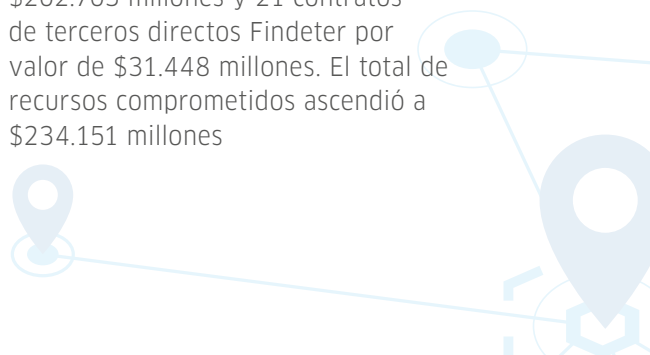 $202.703 millones y 21 contratos
de terceros directos Findeter por
valor de $31.448 millones. El total de
recursos comprometidos ascendió a
$234.151 millones